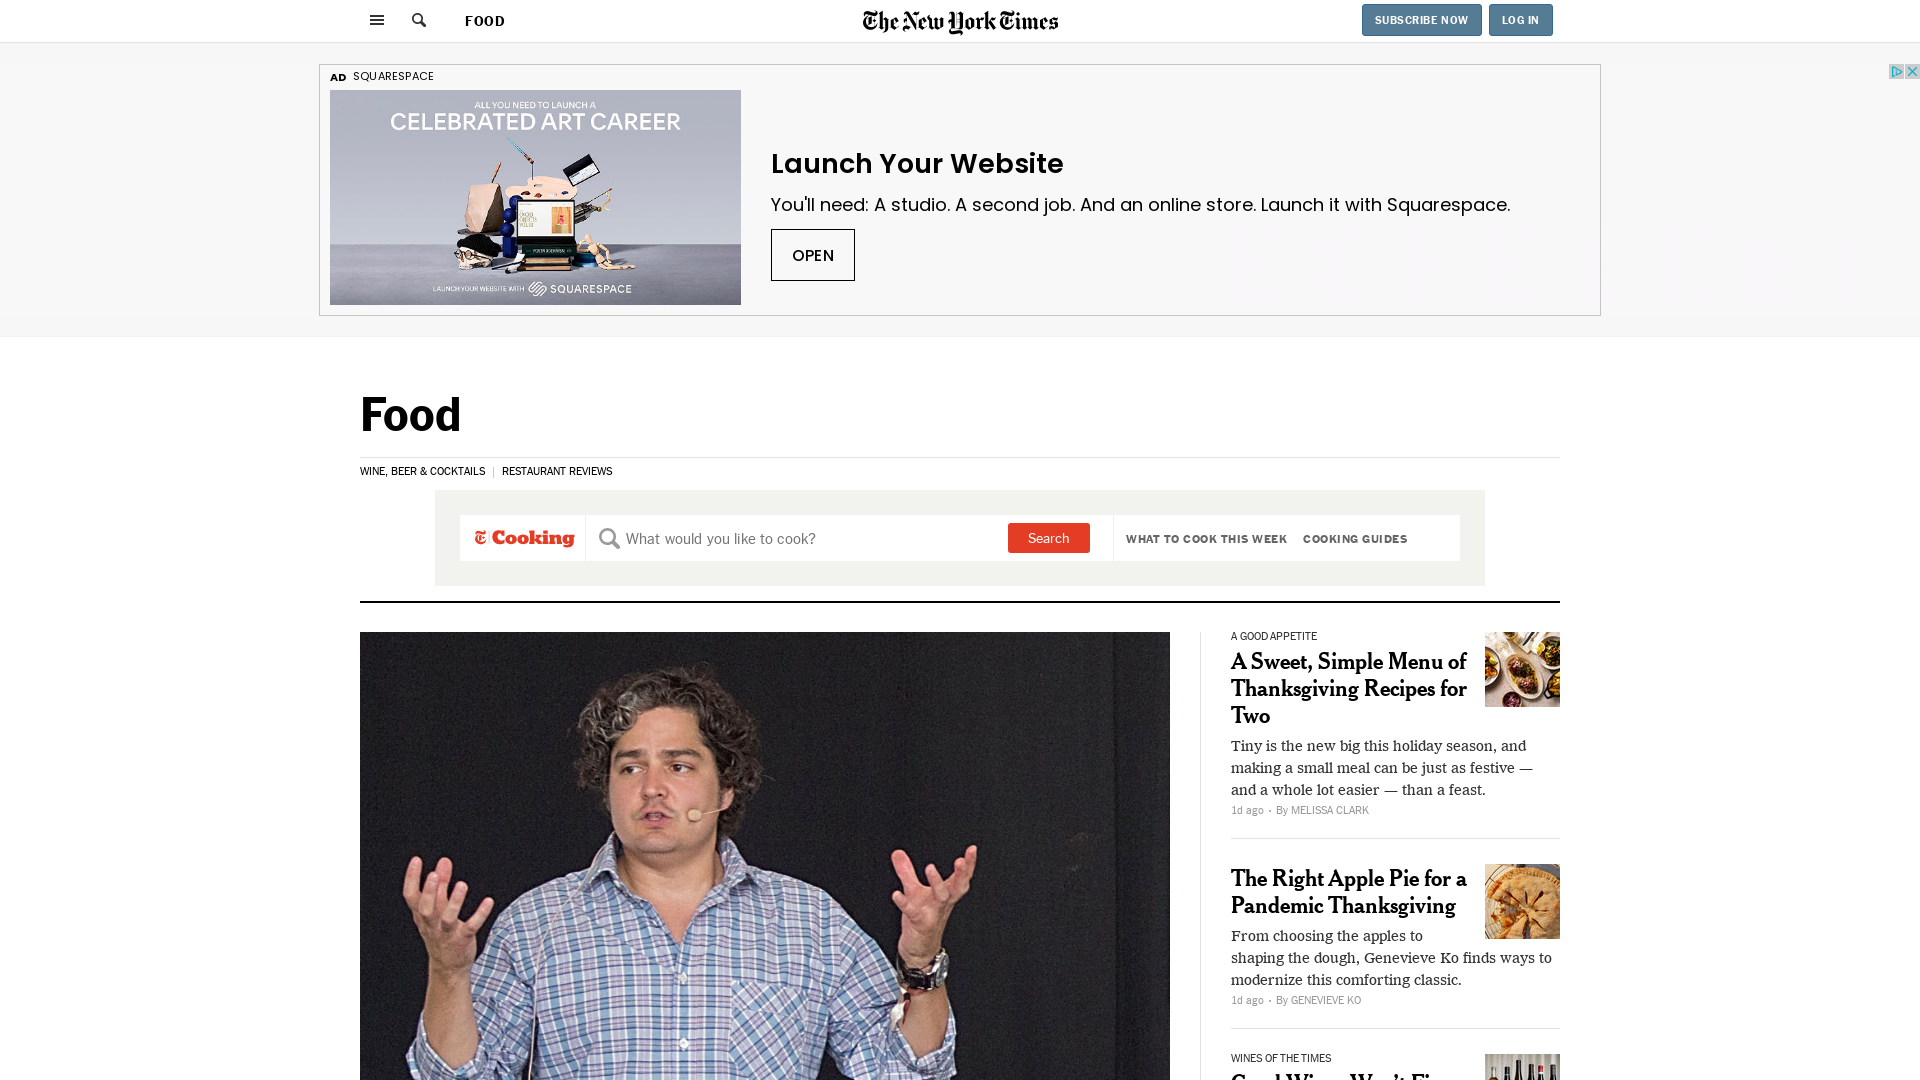 FOOD
The New York Times
SUBSCRIBE NOW
LOG IN
AD SQUARESPACE
ALL YOU NEED TO LAUNCH A
CELEBRATED ART CAREER
LAUNCH YOUR WEBSITE WITH SQUARESPACE
Launch Your Website
You'll need: A studio. A second job. And an online store. Launch it with Squarespace.
OPEN
Food
WINE, BEER & COCKTAILS | RESTAURANT REVIEWS
T Cooking
What would you like to cook?
Search
WHAT TO COOK THIS WEEK
COOKING GUIDES
A GOOD APPETITE
A Sweet, Simple Menu of
Thanksgiving Recipes for
Two
Tiny is the new big this holiday season, and
making a small meal can be just as festive —
and a whole lot easier — than a feast.
1d ago • By MELISSA CLARK
The Right Apple Pie for a
Pandemic Thanksgiving
From choosing the apples to
shaping the dough, Genevieve Ko finds ways to
modernize this comforting classic.
1d ago • By GENEVIEVE KO
WINES OF THE TIMES